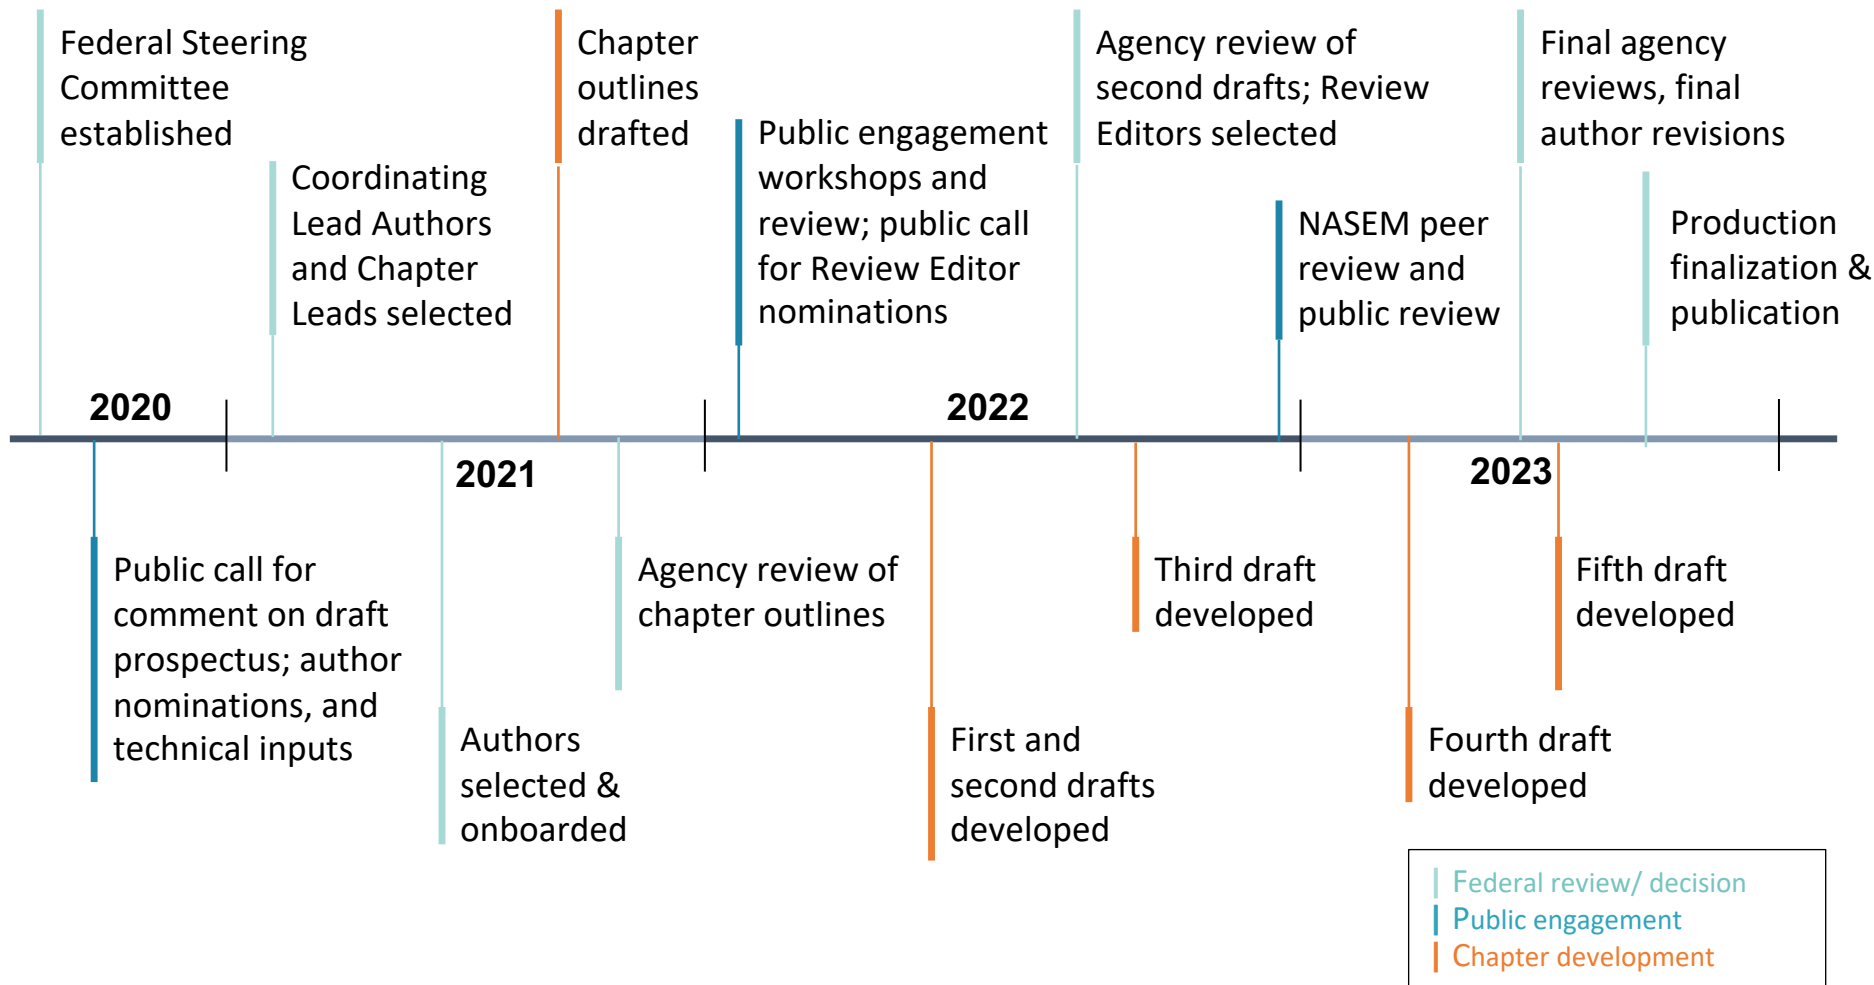 Federal Steering
Committee
established
Coordinating
Lead Authors
and Chapter
Leads selected
Chapter
outlines
drafted
Public engagement
workshops and
review; public call
for Review Editor
nominations
Agency review of
second drafts; Review
Editors selected
NASEM peer
review and
public review
Final agency
reviews, final
author revisions
Production
finalization &
publication
2020
2021
2022
2023
Public call for
comment on draft
prospectus; author
nominations, and
technical inputs
Authors
selected &
onboarded
Agency review of
chapter outlines
First and
second drafts
developed
Third draft
developed
Fourth draft
developed
Fifth draft
developed
Federal review/ decision
Public engagement
Chapter development